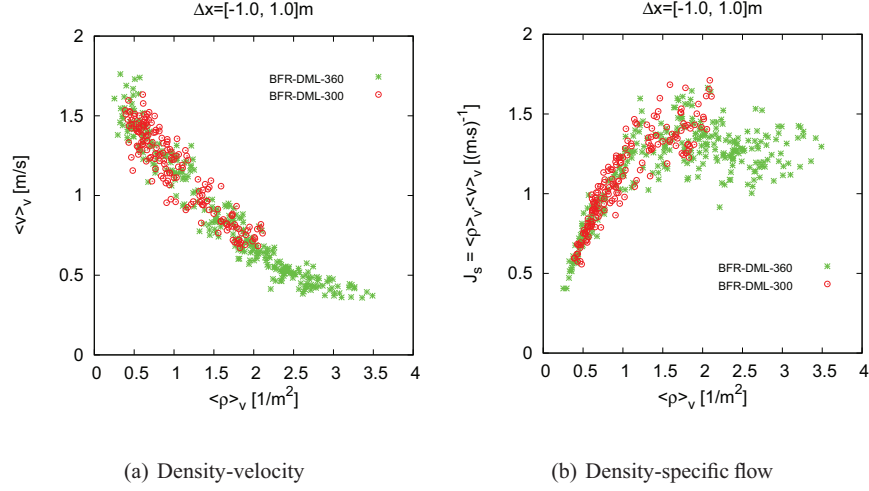 Δx=[-1.0, 1.0]m
2
1.5
1
0.5
0
<v>v [m/s]
BFR-DML-360
BFR-DML-300
0 0.5 1 1.5 2 2.5 3 3.5 4
<ρ>v [1/m²]
(a) Density-velocity
Δx=[-1.0, 1.0]m
2
1.5
1
0.5
0
Js = <ρ>v.<v>v [(m·s)⁻¹]
BFR-DML-360
BFR-DML-300
0 0.5 1 1.5 2 2.5 3 3.5 4
<ρ>v [1/m²]
(b) Density-specific flow